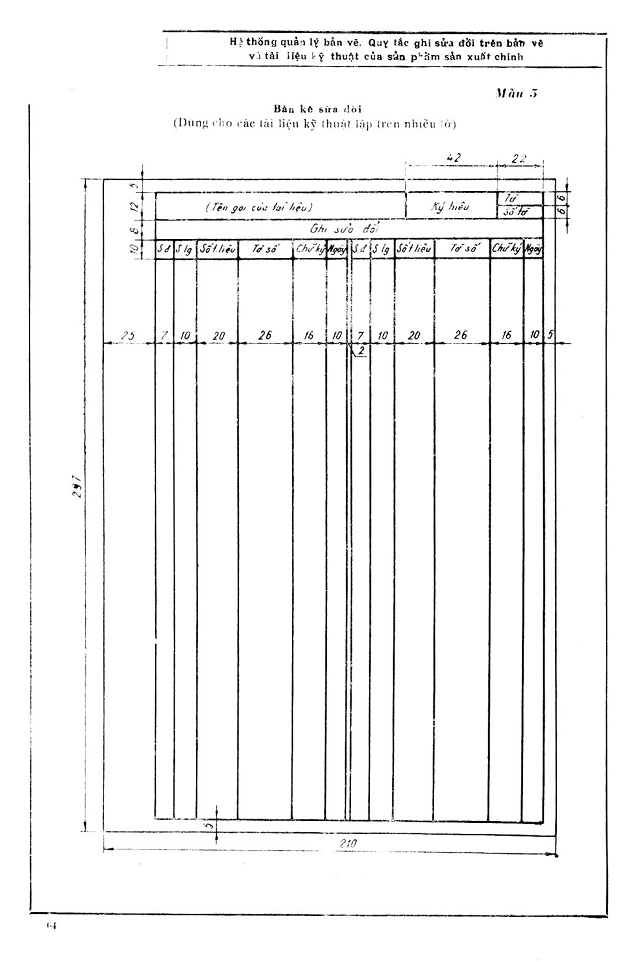 Hệ thống quản lý bản vẽ. Quy tắc ghi sửa đổi trên bản vẽ
và tài liệu kỹ thuật của sản phẩm sản xuất chính
Mẫu 5
Bản kê sửa đổi
(Dùng cho các tài liệu kỹ thuật lập trên nhiều tờ)
42 22
5
12 (Tên gọi của tài liệu) Ký hiệu Tờ 6
Số tờ 6
8 Ghi sửa đổi
10 Sđ Slg Số t.liệu Tờ số Chữ ký Ngày Sđ Slg Số t.liệu Tờ số Chữ ký Ngày
25 7 10 20 26 16 10 7 10 20 26 16 10 5
2
297
5
210
64